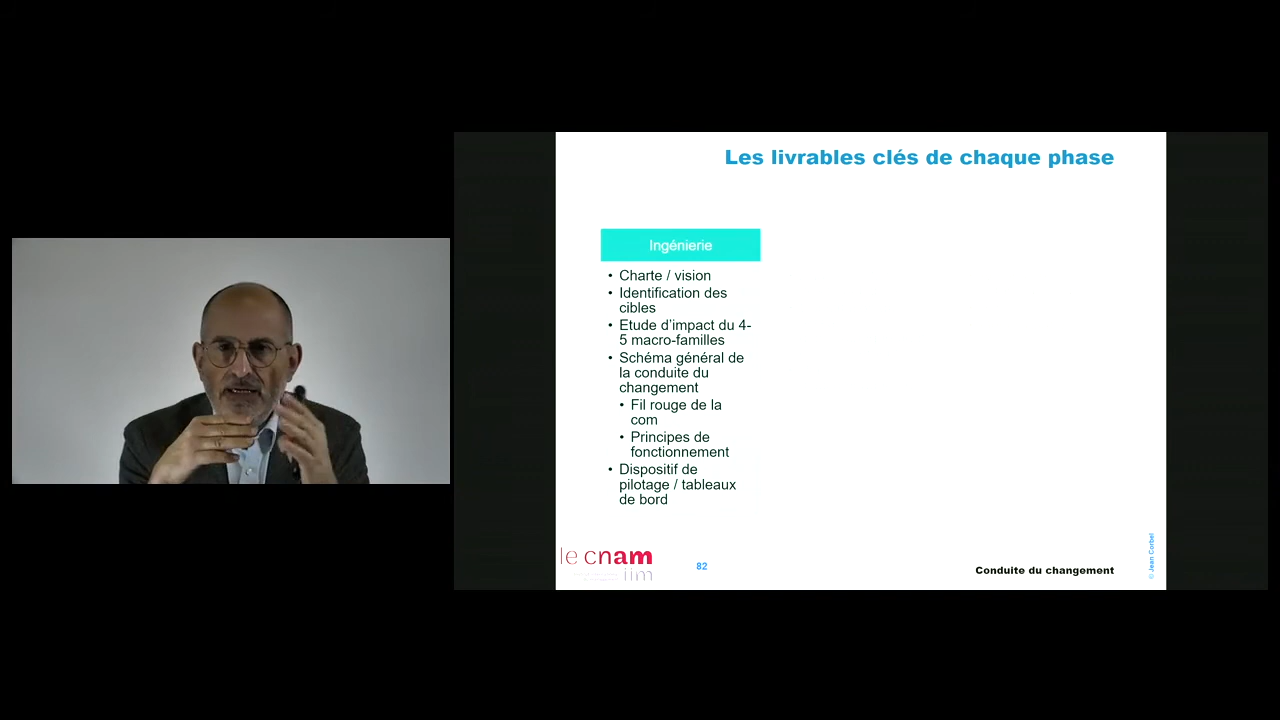 Les livrables clés de chaque phase
Ingénierie
• Charte / vision
• Identification des
cibles
• Etude d'impact du 4-
5 macro-familles
• Schéma général de
la conduite du
changement
• Fil rouge de la
com
• Principes de
fonctionnement
• Dispositif de
pilotage / tableaux
de bord
le cnam
iim
82
Conduite du changement
© Jean Corbel